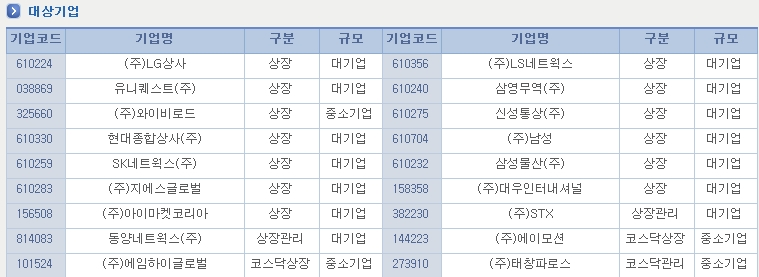 대상기업
기업코드 기업명 구분 규모 기업코드 기업명 구분 규모
610224 (주)LG상사 상장 대기업 610356 (주)LS네트웍스 상장 대기업
038869 유니퀘스트(주) 상장 대기업 610240 삼영무역(주) 상장 대기업
325660 (주)와이비로드 상장 중소기업 610275 신성통상(주) 상장 대기업
610330 현대종합상사(주) 상장 대기업 610704 (주)남성 상장 대기업
610259 SK네트웍스(주) 상장 대기업 610232 삼성물산(주) 상장 대기업
610283 (주)지에스글로벌 상장 대기업 158358 (주)대우인터내셔널 상장 대기업
156508 (주)아이마켓코리아 상장 대기업 382230 (주)STX 상장관리 대기업
814083 동양네트웍스(주) 상장관리 대기업 144223 (주)에이모션 코스닥상장 중소기업
101524 (주)에임하이글로벌 코스닥상장 중소기업 273910 (주)태창파로스 코스닥관리 중소기업